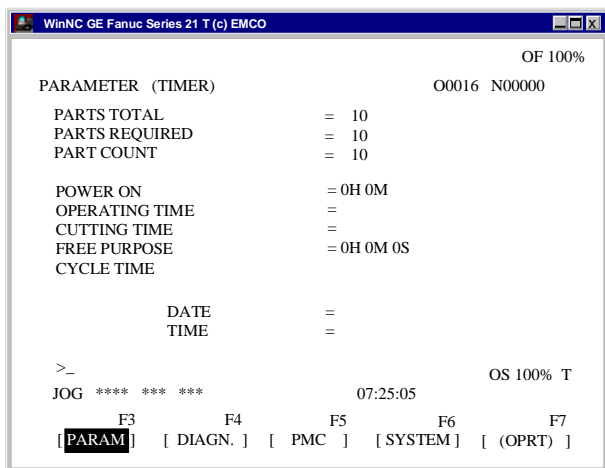 WinNC GE Fanuc Series 21 T (c) EMCO
OF 100%
PARAMETER (TIMER) O0016 N00000
PARTS TOTAL = 10
PARTS REQUIRED = 10
PART COUNT = 10
POWER ON = 0H 0M
OPERATING TIME =
CUTTING TIME =
FREE PURPOSE = 0H 0M 0S
CYCLE TIME
DATE =
TIME =
>_
OS 100% T
JOG **** *** *** 07:25:05
F3 F4 F5 F6 F7
[ PARAM ] [ DIAGN. ] [ PMC ] [ SYSTEM ] [ (OPRT) ]